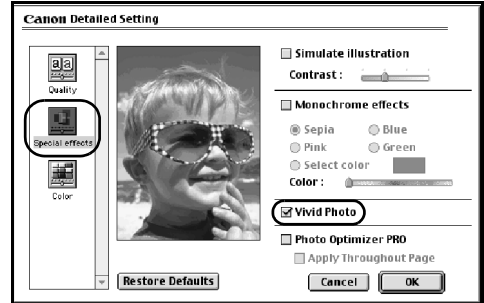 Canon Detailed Setting
Quality
Special effects
Color
Simulate illustration
Contrast :
Monochrome effects
Sepia
Blue
Pink
Green
Select color
Color :
Vivid Photo
Photo Optimizer PRO
Apply Throughout Page
Restore Defaults
Cancel
OK